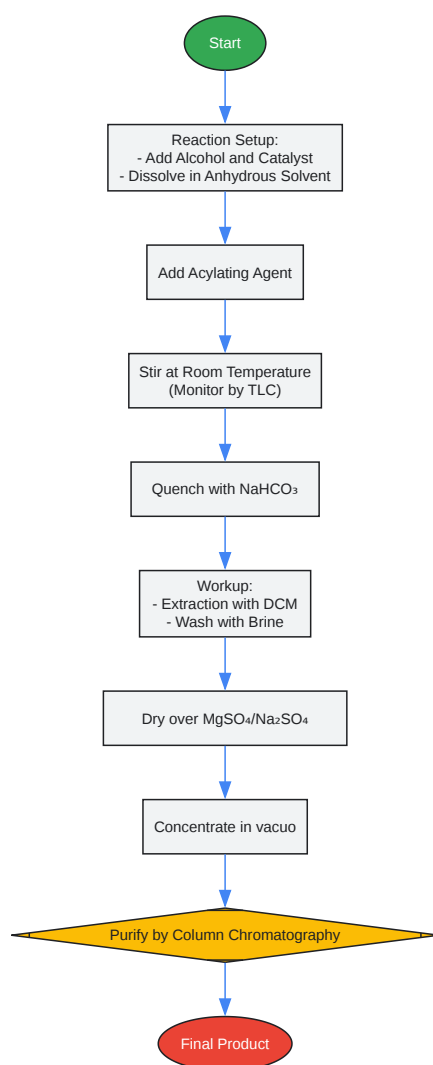 Start
Reaction Setup:
- Add Alcohol and Catalyst
- Dissolve in Anhydrous Solvent
Add Acylating Agent
Stir at Room Temperature
(Monitor by TLC)
Quench with NaHCO₃
Workup:
- Extraction with DCM
- Wash with Brine
Dry over MgSO₄/Na₂SO₄
Concentrate in vacuo
Purify by Column Chromatography
Final Product